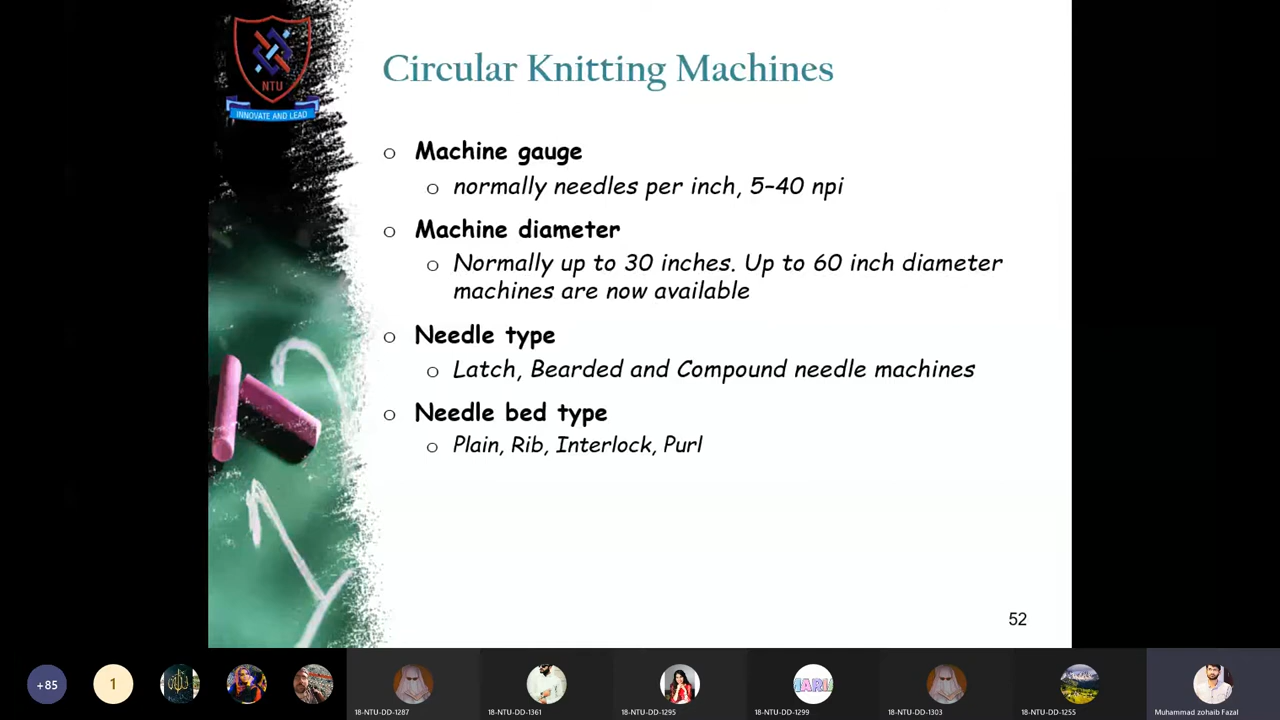 NTU
INNOVATE AND LEAD
Circular Knitting Machines
Machine gauge
normally needles per inch, 5–40 npi
Machine diameter
Normally up to 30 inches. Up to 60 inch diameter
machines are now available
Needle type
Latch, Bearded and Compound needle machines
Needle bed type
Plain, Rib, Interlock, Purl
52
+85
1
18-NTU-DD-1287
18-NTU-DD-1361
18-NTU-DD-1295
18-NTU-DD-1299
18-NTU-DD-1303
18-NTU-DD-1255
Muhammad zohaib Fazal